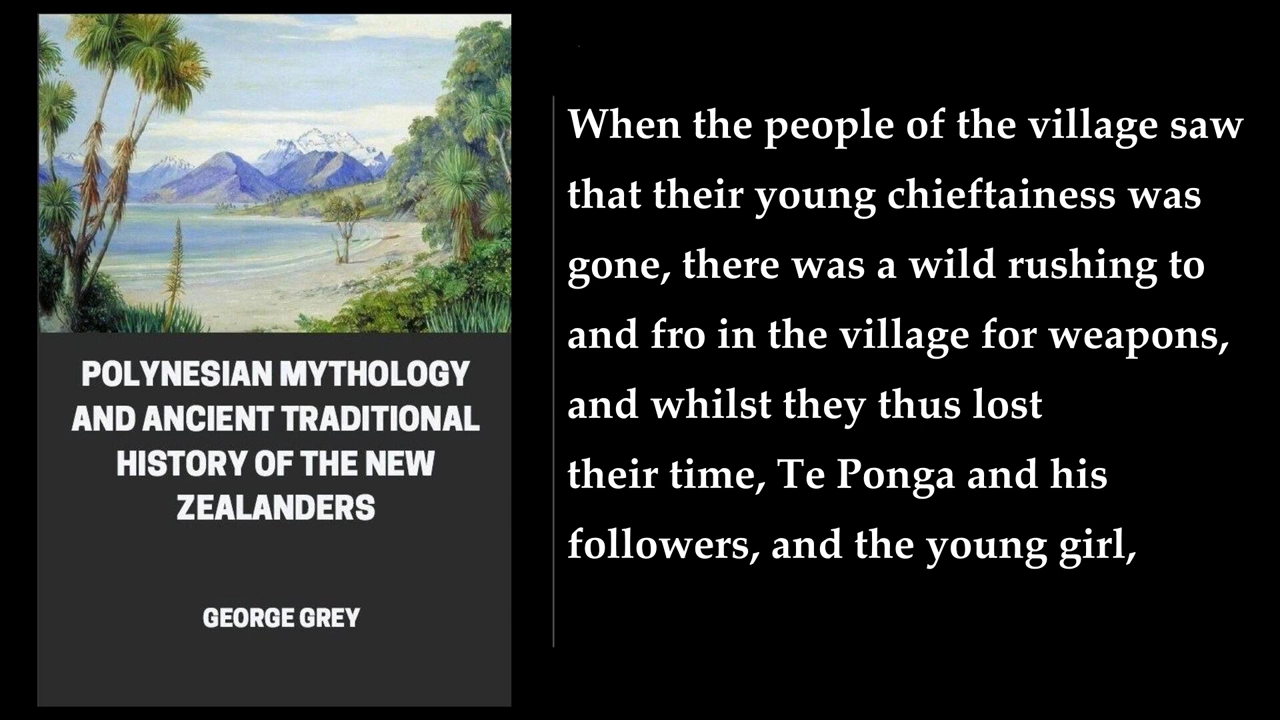 POLYNESIAN MYTHOLOGY
AND ANCIENT TRADITIONAL
HISTORY OF THE NEW
ZEALANDERS
GEORGE GREY
When the people of the village saw
that their young chieftainess was
gone, there was a wild rushing to
and fro in the village for weapons,
and whilst they thus lost
their time, Te Ponga and his
followers, and the young girl,